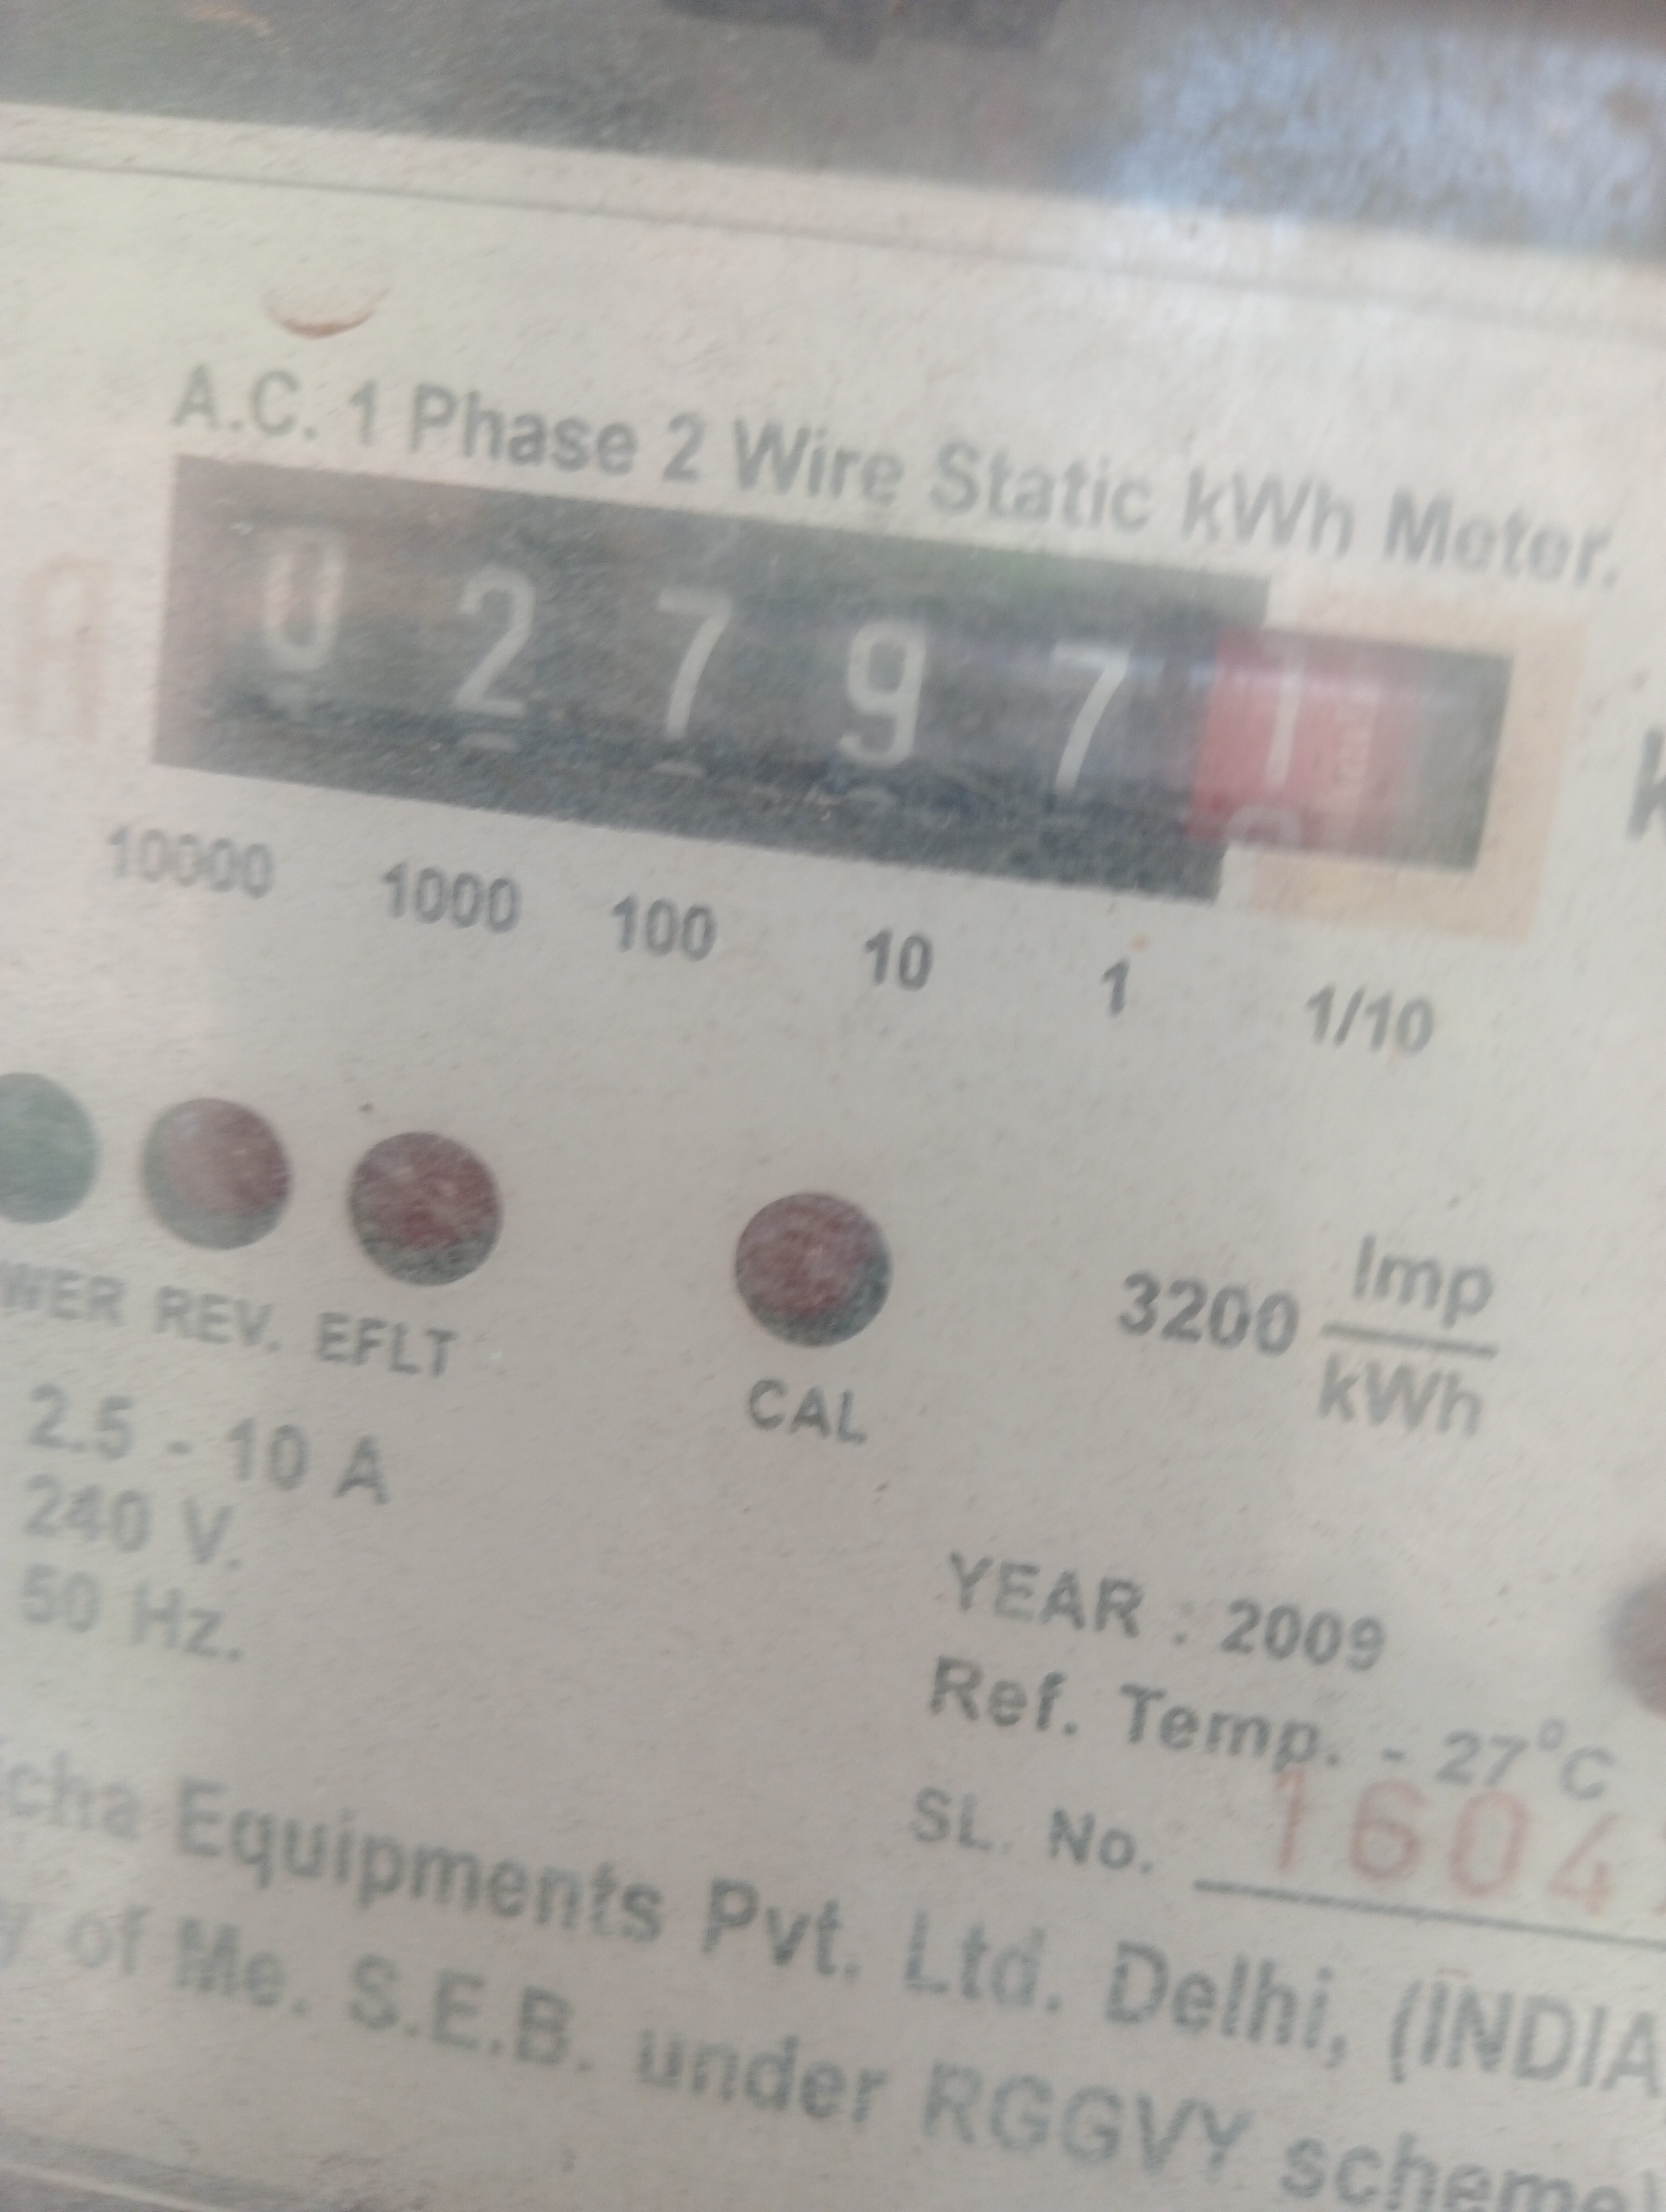 A.C. 1 Phase 2 Wire Static kWh Meter.
0 2 7 9 7 1
10000 1000 100 10 1 1/10
REV. EFLT
CAL
3200 Imp
kWh
2.5 - 10 A
240 V.
50 Hz.
YEAR : 2009
Ref. Temp. - 27°C
SL. No. 1604
Equipments Pvt. Ltd. Delhi, (INDIA
of Me. S.E.B. under RGGVY scheme)